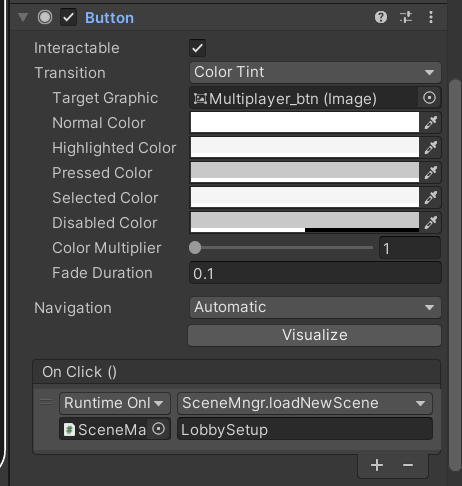 Button
Interactable
Transition Color Tint
Target Graphic Multiplayer_btn (Image)
Normal Color
Highlighted Color
Pressed Color
Selected Color
Disabled Color
Color Multiplier 1
Fade Duration 0.1
Navigation Automatic
Visualize
On Click ()
Runtime Onl SceneMngr.loadNewScene
SceneMa LobbySetup